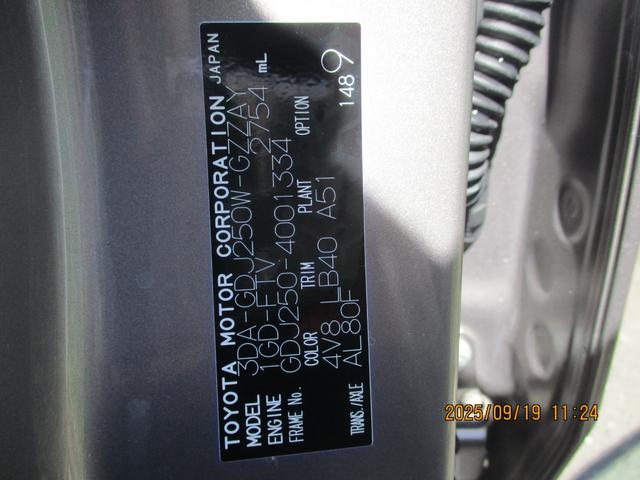 TOYOTA MOTOR CORPORATION JAPAN
MODEL 3DA-GDJ250W-GZZAY
ENGINE 1GD-FTV 2754 mL
FRAME No. GDJ250-4001334
COLOR TRIM PLANT OPTION
4V8 LB40 A51
TRANS./AXLE AL80F
1489
2025/09/19 11:24